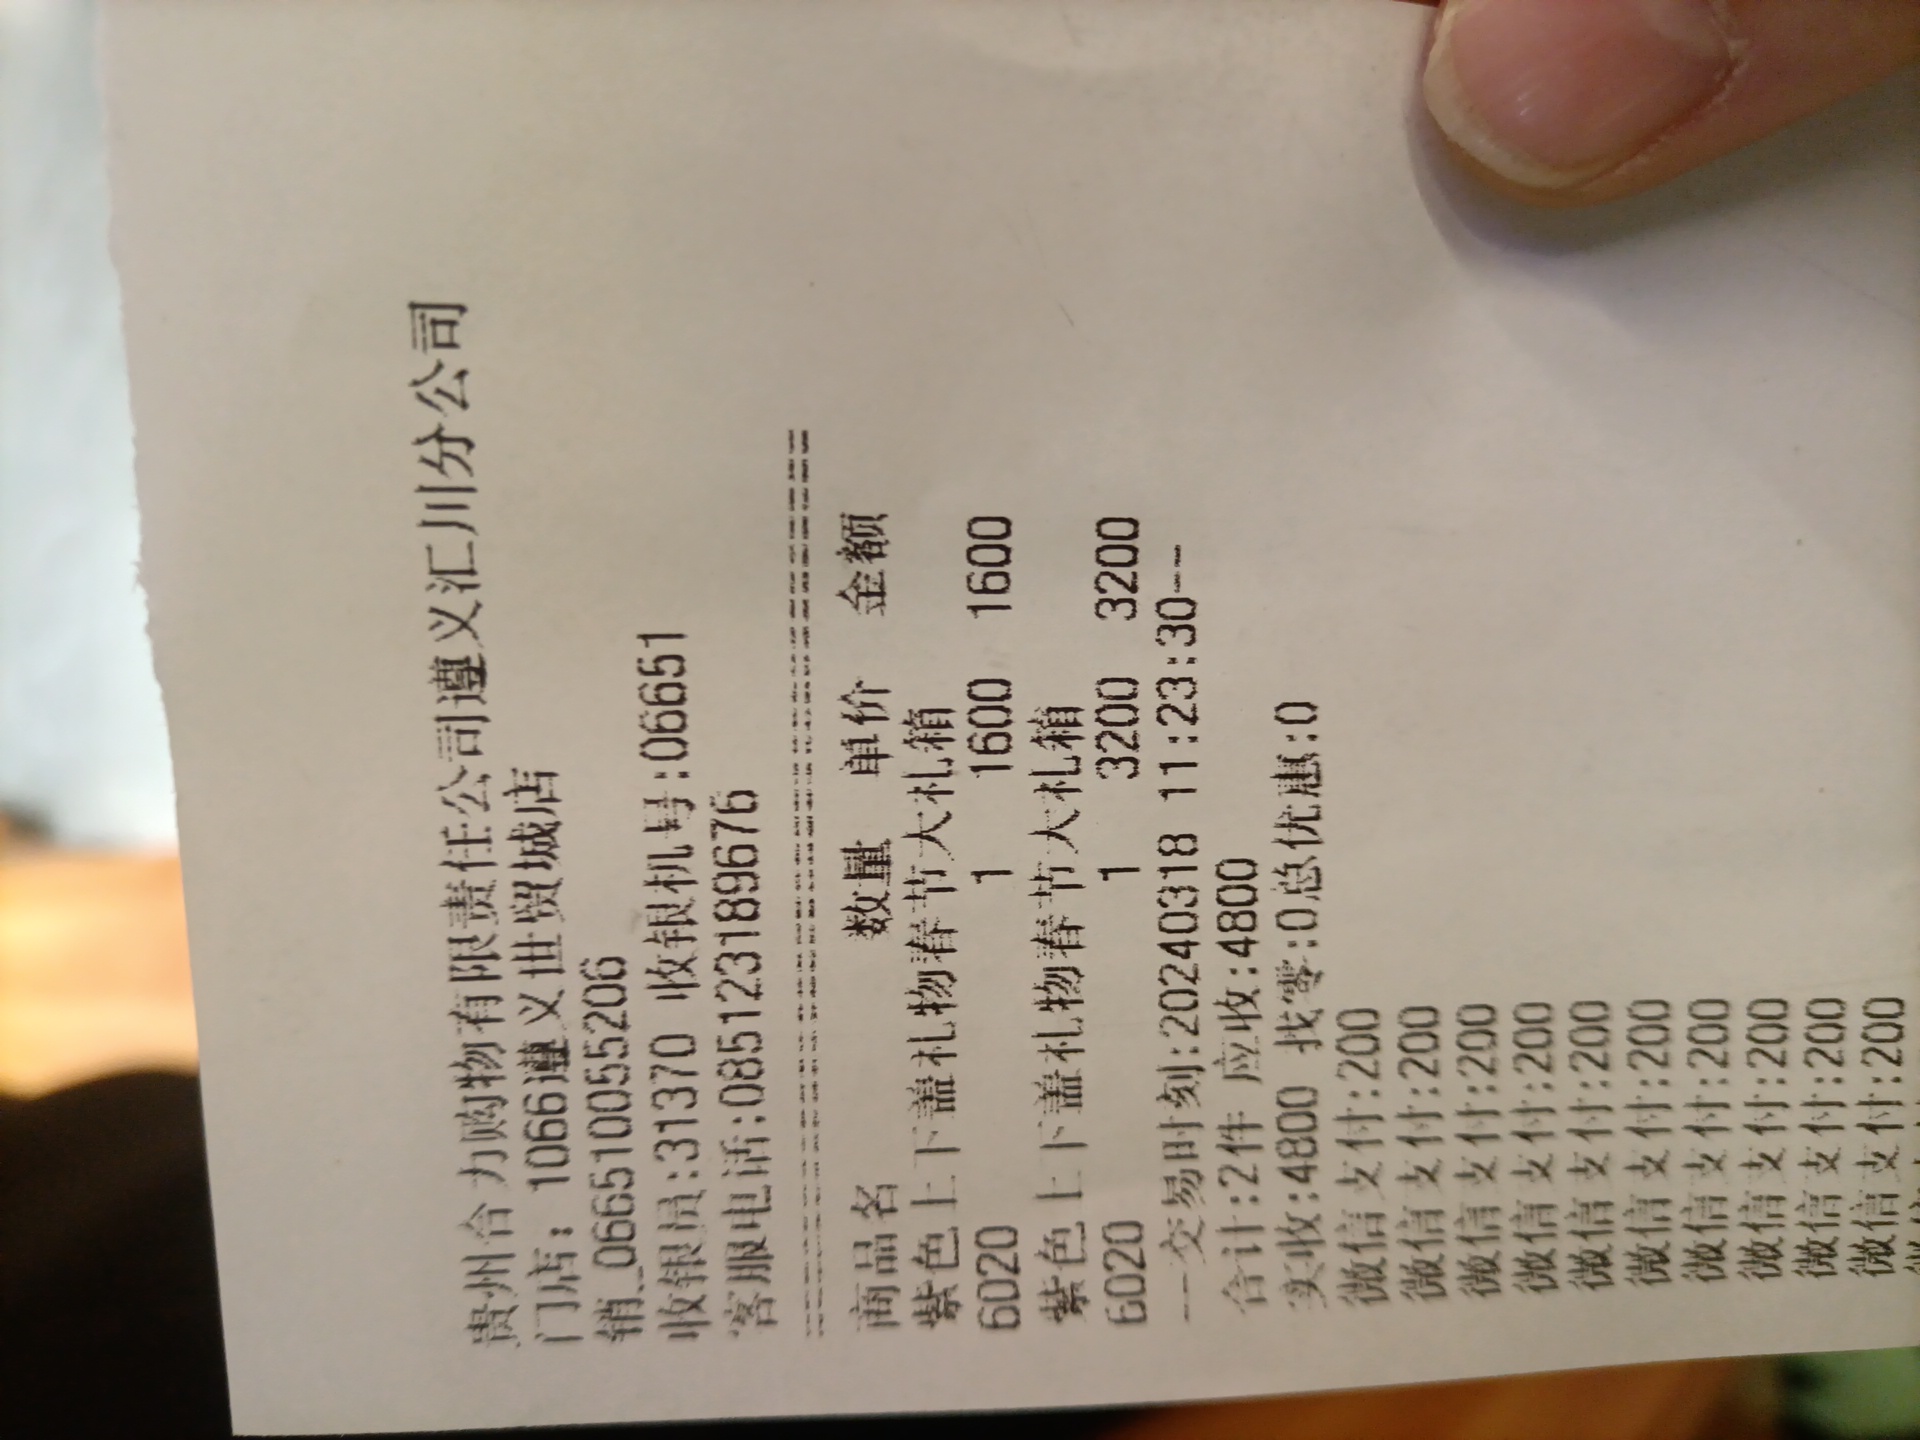 贵州合力购物有限责任公司遵义汇川分公司
门店: 1066遵义世贸城店
销_066510055206
收银员:31370 收银机号:06651
客服电话:085123189676
================================
商品名 数量 单价 金额
紫色上下盖礼物春节大礼箱
6020 1 1600 1600
紫色上下盖礼物春节大礼箱
6020 1 3200 3200
---交易时刻:20240318 11:23:30--
合计:2件 应收:4800
实收:4800 找零:0总优惠:0
微信支付:200
微信支付:200
微信支付:200
微信支付:200
微信支付:200
微信支付:200
微信支付:200
微信支付:200
微信支付:200
微信支付:200